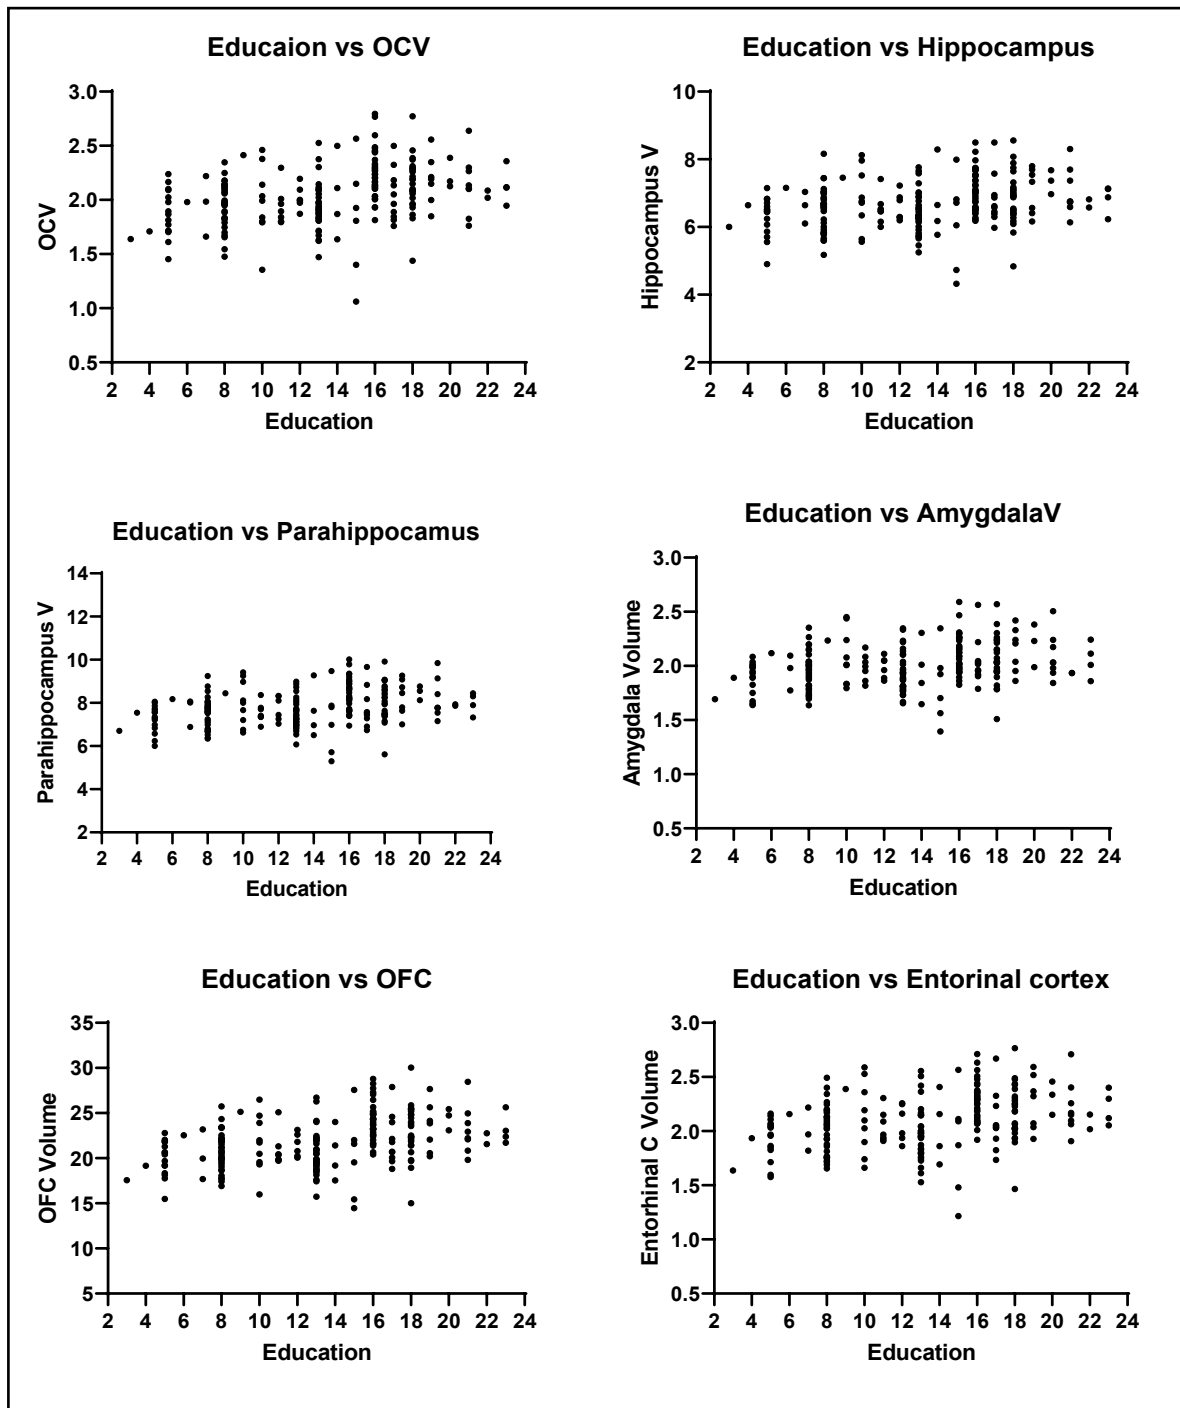 Educaion vs OCV
3.0
2.5
2.0
1.5
1.0
0.5
OCV
2 4 6 8 10 12 14 16 18 20 22 24
Education
Education vs Hippocampus
10
8
6
4
2
Hippocampus V
2 4 6 8 10 12 14 16 18 20 22 24
Education
Education vs Parahippocamus
14
12
10
8
6
4
2
Parahippocampus V
2 4 6 8 10 12 14 16 18 20 22 24
Education
Education vs AmygdalaV
3.0
2.5
2.0
1.5
1.0
0.5
Amygdala Volume
2 4 6 8 10 12 14 16 18 20 22 24
Education
Education vs OFC
35
30
25
20
15
10
5
OFC Volume
2 4 6 8 10 12 14 16 18 20 22 24
Education
Education vs Entorinal cortex
3.0
2.5
2.0
1.5
1.0
0.5
Entorhinal C Volume
2 4 6 8 10 12 14 16 18 20 22 24
Education